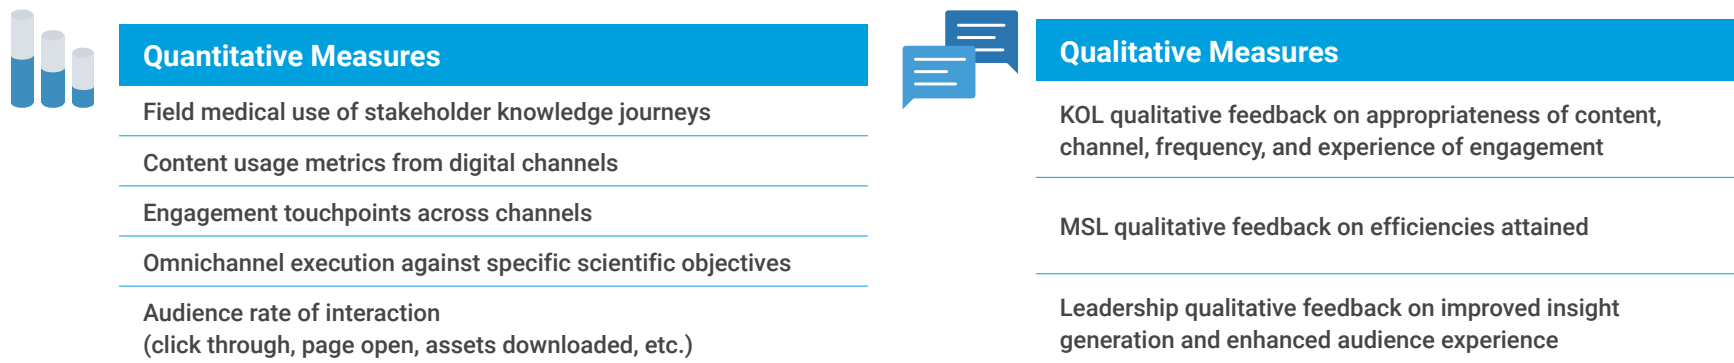 Quantitative Measures
Field medical use of stakeholder knowledge journeys
Content usage metrics from digital channels
Engagement touchpoints across channels
Omnichannel execution against specific scientific objectives
Audience rate of interaction
(click through, page open, assets downloaded, etc.)
Qualitative Measures
KOL qualitative feedback on appropriateness of content,
channel, frequency, and experience of engagement
MSL qualitative feedback on efficiencies attained
Leadership qualitative feedback on improved insight
generation and enhanced audience experience